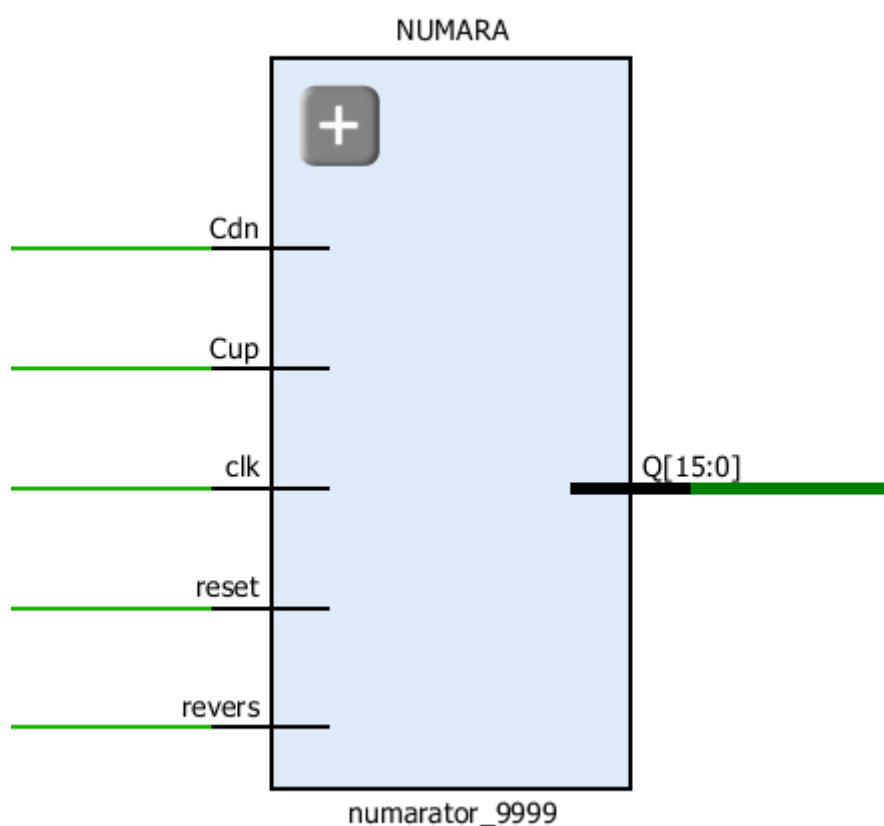 NUMARA
+
Cdn
Cup
clk
Q[15:0]
reset
revers
numarator_9999